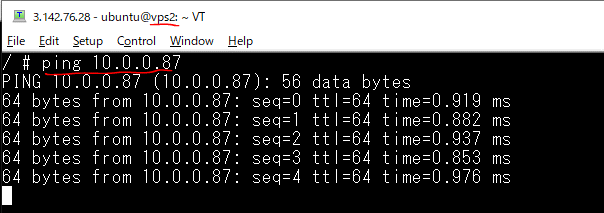 3.142.76.28 - ubuntu@vps2: ~ VT
File Edit Setup Control Window Help
/ # ping 10.0.0.87
PING 10.0.0.87 (10.0.0.87): 56 data bytes
64 bytes from 10.0.0.87: seq=0 ttl=64 time=0.919 ms
64 bytes from 10.0.0.87: seq=1 ttl=64 time=0.882 ms
64 bytes from 10.0.0.87: seq=2 ttl=64 time=0.937 ms
64 bytes from 10.0.0.87: seq=3 ttl=64 time=0.853 ms
64 bytes from 10.0.0.87: seq=4 ttl=64 time=0.976 ms